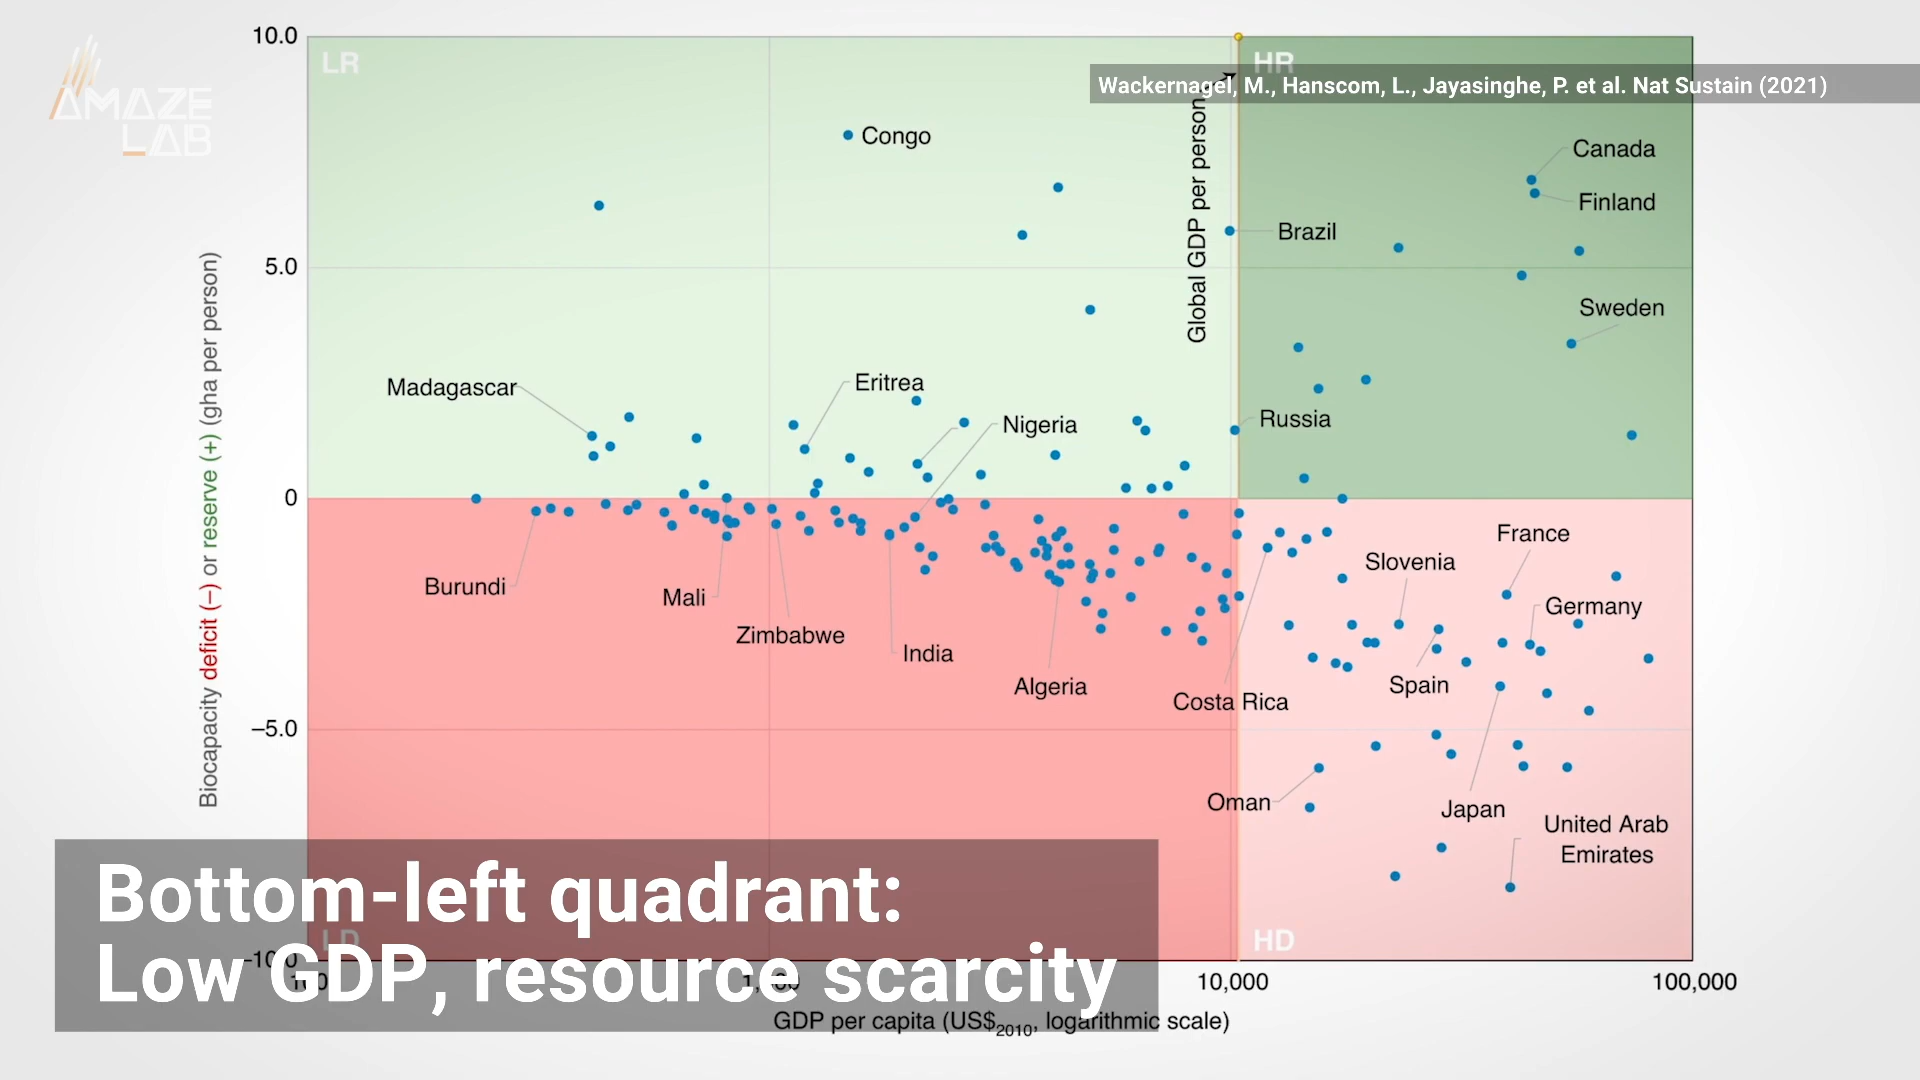 AMAZE
LAB
10.0
5.0
0
−5.0
Biocapacity deficit (−) or reserve (+) (gha per person)
LR
HR
Wackernagel, M., Hanscom, L., Jayasinghe, P. et al. Nat Sustain (2021)
Global GDP per person
Congo
Canada
Finland
Brazil
Sweden
Madagascar
Eritrea
Nigeria
Russia
France
Slovenia
Burundi
Mali
Germany
Zimbabwe
India
Algeria
Costa Rica
Spain
Oman
Japan
United Arab
Emirates
Bottom-left quadrant:
Low GDP, resource scarcity
LD
HD
10,000
100,000
GDP per capita (US$2010, logarithmic scale)